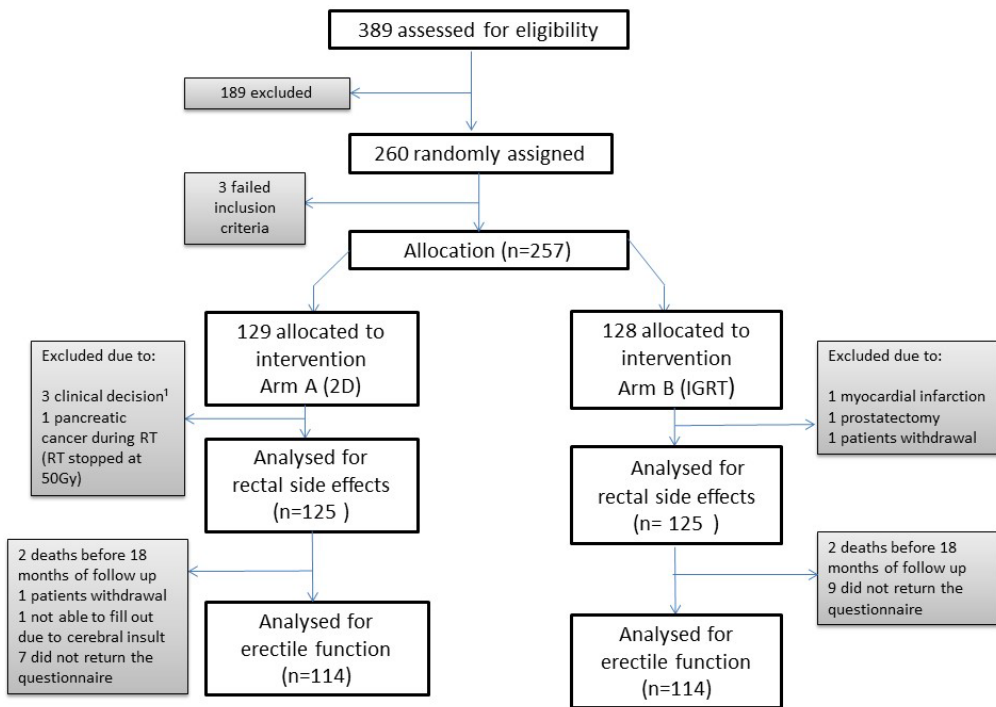 389 assessed for eligibility
189 excluded
260 randomly assigned
3 failed
inclusion
criteria
Allocation (n=257)
129 allocated to
intervention
Arm A (2D)
128 allocated to
intervention
Arm B (IGRT)
Excluded due to:
3 clinical decision¹
1 pancreatic
cancer during RT
(RT stopped at
50Gy)
Excluded due to:
1 myocardial infarction
1 prostatectomy
1 patients withdrawal
Analysed for
rectal side effects
(n=125 )
Analysed for
rectal side effects
(n= 125 )
2 deaths before 18
months of follow up
1 patients withdrawal
1 not able to fill out
due to cerebral insult
7 did not return the
questionnaire
2 deaths before 18
months of follow up
9 did not return the
questionnaire
Analysed for
erectile function
(n=114)
Analysed for
erectile function
(n=114)